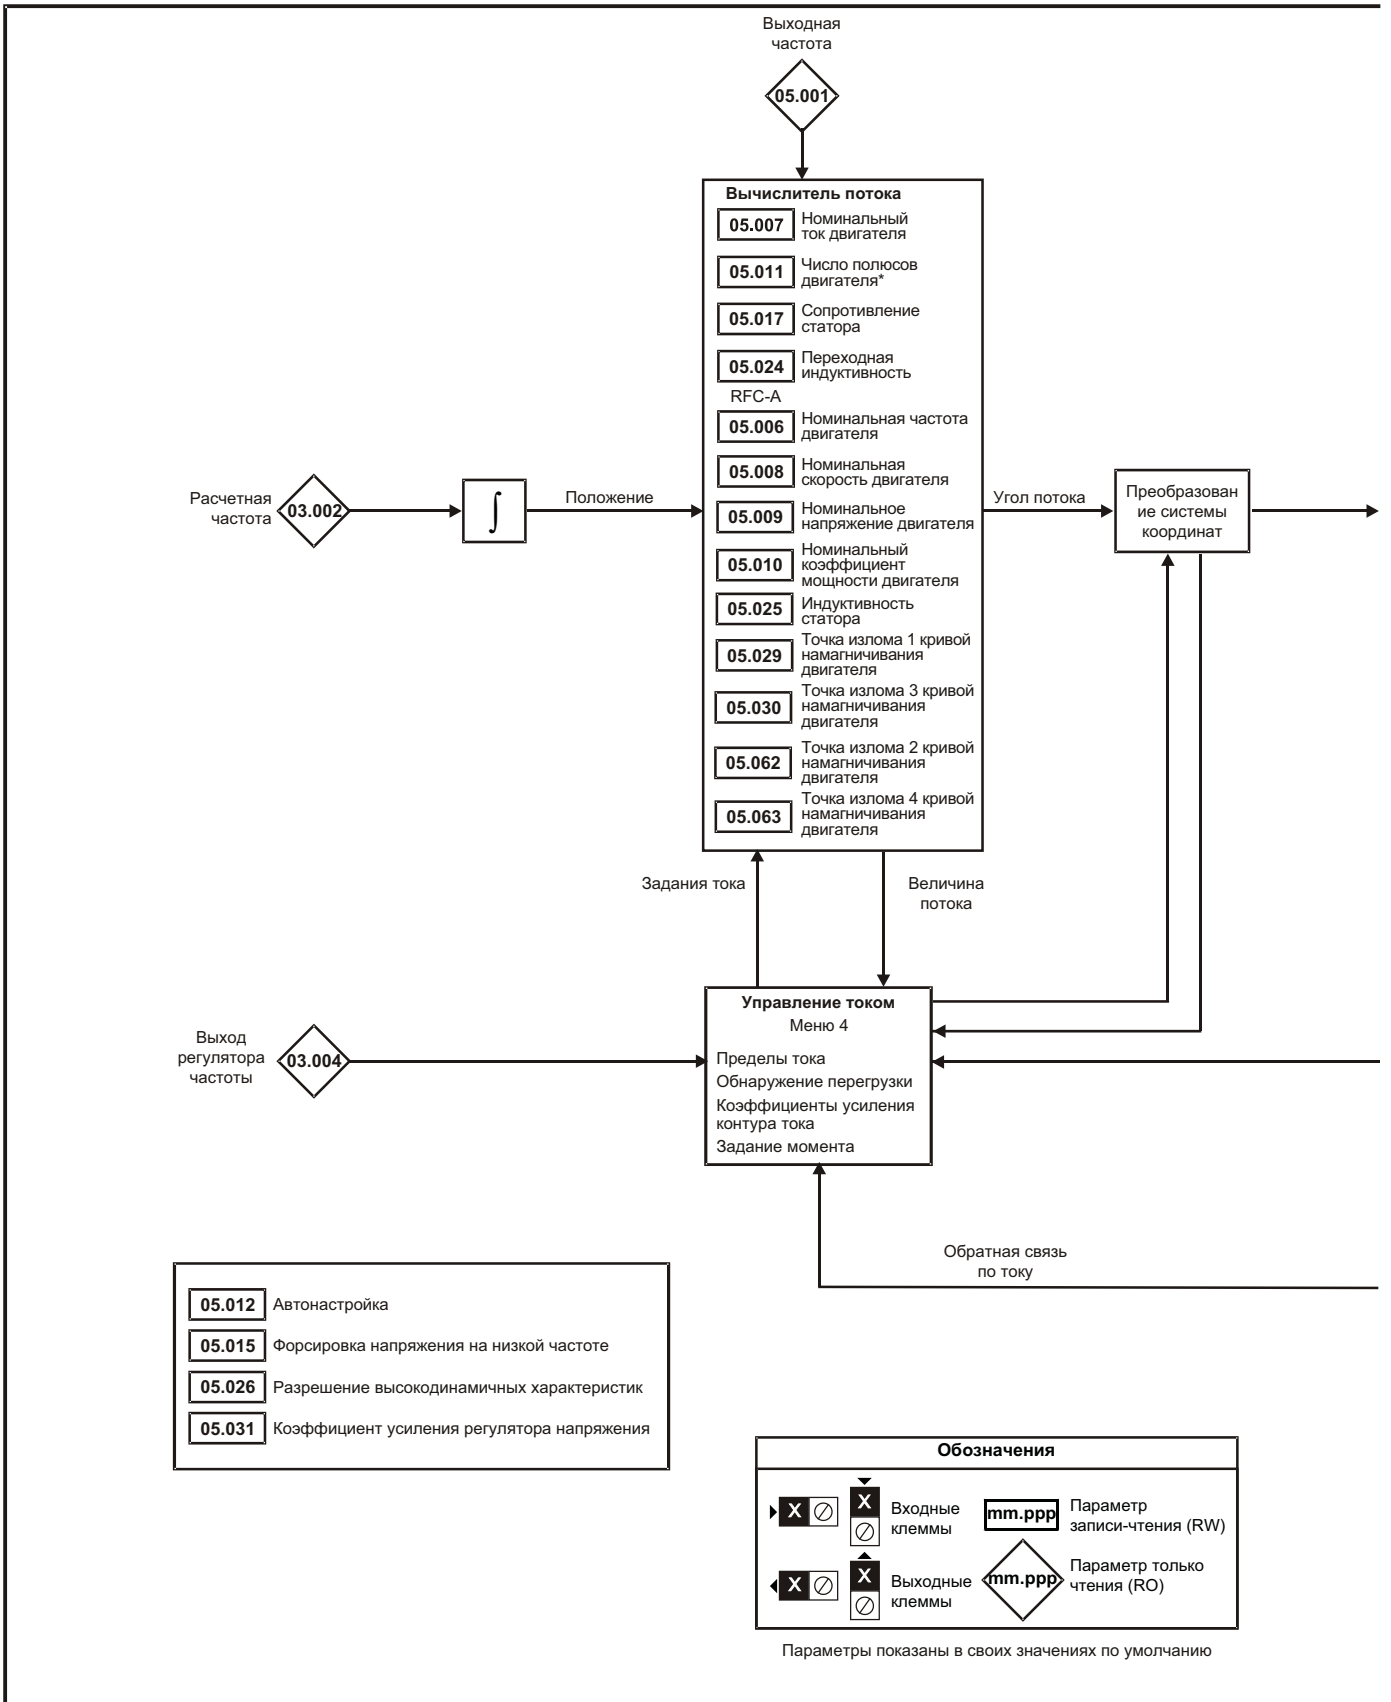 Выходная
частота
05.001
Вычислитель потока
05.007
Номинальный
ток двигателя
05.011
Число полюсов
двигателя*
05.017
Сопротивление
статора
05.024
Переходная
индуктивность
RFC-A
05.006
Номинальная частота
двигателя
05.008
Номинальная
скорость двигателя
05.009
Номинальное
напряжение двигателя
05.010
Номинальный
коэффициент
мощности двигателя
05.025
Индуктивность
статора
05.029
Точка излома 1 кривой
намагничивания
двигателя
05.030
Точка излома 3 кривой
намагничивания
двигателя
05.062
Точка излома 2 кривой
намагничивания
двигателя
05.063
Точка излома 4 кривой
намагничивания
двигателя
Расчетная
частота
03.002
∫
Положение
Угол потока
Преобразован
ие системы
координат
Задания тока
Величина
потока
Выход
регулятора
частоты
03.004
Управление током
Меню 4
Пределы тока
Обнаружение перегрузки
Коэффициенты усиления
контура тока
Задание момента
Обратная связь
по току
05.012 Автонастройка
05.015 Форсировка напряжения на низкой частоте
05.026 Разрешение высокодинамичных характеристик
05.031 Коэффициент усиления регулятора напряжения
Обозначения
X
X
Входные
клеммы
mm.ppp
Параметр
записи-чтения (RW)
X
X
Выходные
клеммы
mm.ppp
Параметр только
чтения (RO)
Параметры показаны в своих значениях по умолчанию